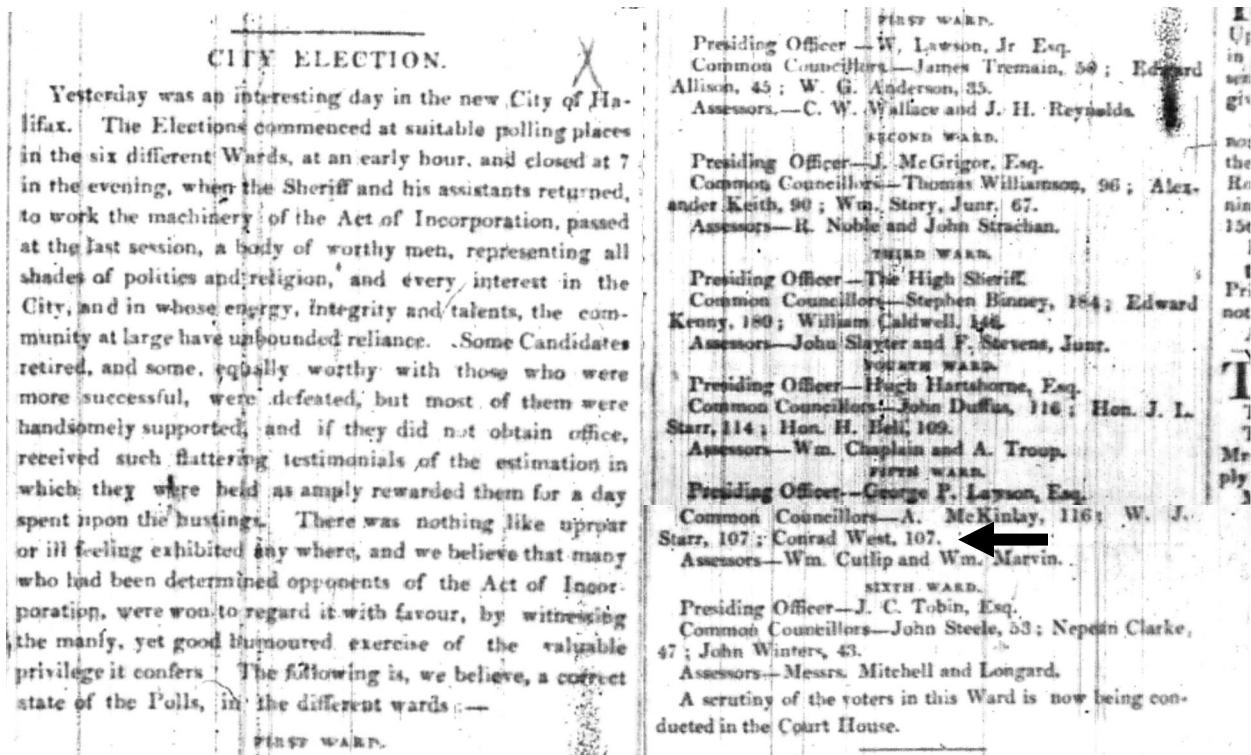 CITY ELECTION.
Yesterday was an interesting day in the new City of Ha-
lifax. The Elections commenced at suitable polling places
in the six different Wards, at an early hour, and closed at 7
in the evening, when the Sheriff and his assistants returned,
to work the machinery of the Act of Incorporation, passed
at the last session, a body of worthy men, representing all
shades of politics and religion, and every interest in the
City, and in whose energy, integrity and talents, the com-
munity at large have unbounded reliance. Some Candidates
retired, and some, equally worthy with those who were
more successful, were defeated, but most of them were
handsomely supported, and if they did not obtain office,
received such flattering testimonials of the estimation in
which they were held as amply rewarded them for a day
spent upon the hustings. There was nothing like uproar
or ill feeling exhibited any where, and we believe that many
who had been determined opponents of the Act of Incor-
poration, were won to regard it with favour, by witnessing
the manly, yet good humoured exercise of the valuable
privilege it confers The following is, we believe, a correct
state of the Polls, in the different wards :—
FIRST WARD.
FIRST WARD.
Presiding Officer—W. Lawson, Jr Esq.
Common Councillors—James Tremain, 50; Edward
Allison, 45; W. G. Anderson, 35.
Assessors.—C. W. Wallace and J. H. Reynolds.
SECOND WARD.
Presiding Officer—J. McGrigor, Esq.
Common Councillors—Thomas Williamson, 96; Alex-
ander Keith, 90; Wm. Story, Junr, 67.
Assessors—R. Noble and John Strachan.
THIRD WARD.
Presiding Officer—The High Sheriff.
Common Councillors—Stephen Binney, 184; Edward
Kenny, 180; William Caldwell, 146.
Assessors—John Slayter and F. Stevens, Junr.
FOURTH WARD.
Presiding Officer—Hugh Hartshorne, Esq.
Common Councillors—John Duffus, 116; Hon. J. L.
Starr, 114; Hon. H. Bell, 109.
Assessors—Wm. Chaplain and A. Troup.
FIFTH WARD.
Presiding Officer—George P. Lawson, Esq.
Common Councillors—A. McKinlay, 116; W. J.
Starr, 107; Conrad West, 107.
Assessors—Wm. Cutlip and Wm. Marvin.
SIXTH WARD.
Presiding Officer—J. C. Tobin, Esq.
Common Councillors—John Steele, 53; Nepean Clarke,
47; John Winters, 43.
Assessors—Messrs. Mitchell and Longard.
A scrutiny of the voters in this Ward is now being con-
ducted in the Court House.